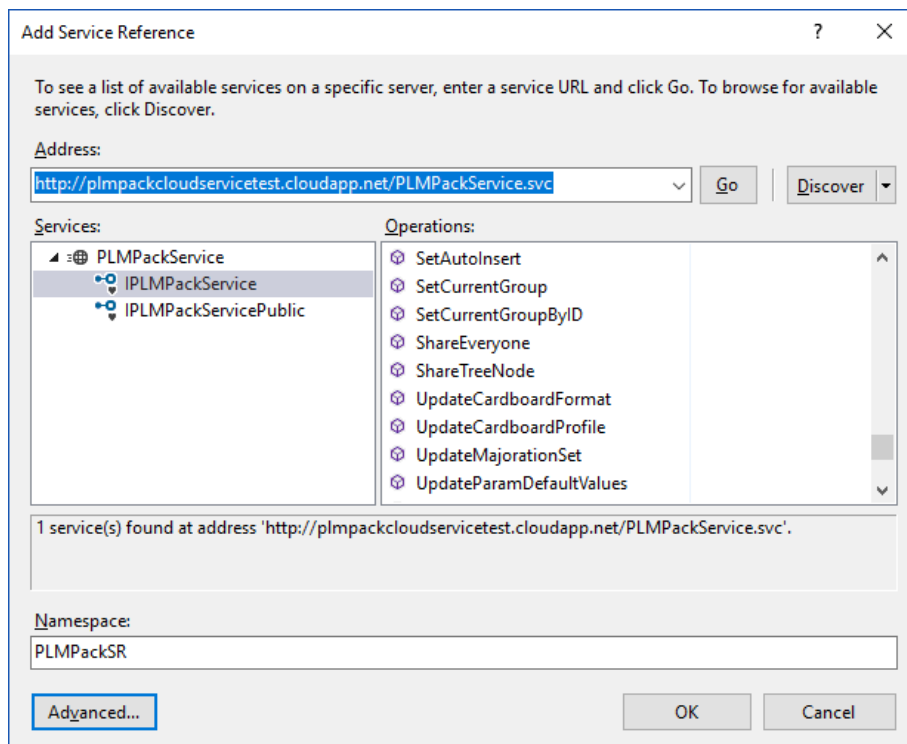 Add Service Reference
?
To see a list of available services on a specific server, enter a service URL and click Go. To browse for available
services, click Discover.
Address:
http://plmpackcloudservicetest.cloudapp.net/PLMPackService.svc
Go
Discover
Services:
Operations:
PLMPackService
IPLMPackService
IPLMPackServicePublic
SetAutoInsert
SetCurrentGroup
SetCurrentGroupByID
ShareEveryone
ShareTreeNode
UpdateCardboardFormat
UpdateCardboardProfile
UpdateMajorationSet
UpdateParamDefaultValues
1 service(s) found at address 'http://plmpackcloudservicetest.cloudapp.net/PLMPackService.svc'.
Namespace:
PLMPackSR
Advanced...
OK
Cancel